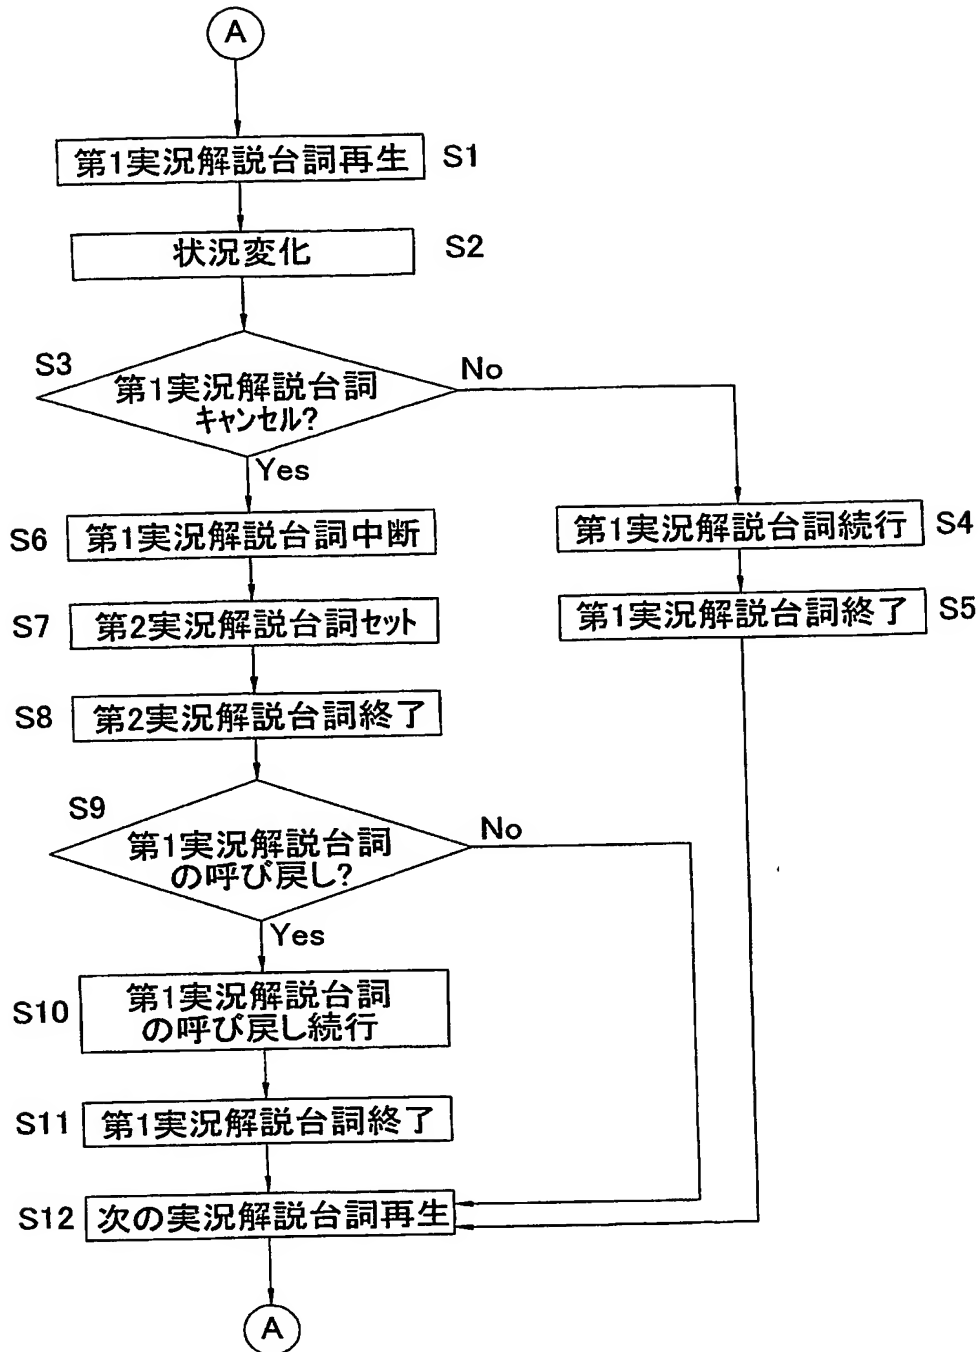 A
第1実況解説台詞再生 S1
状況変化 S2
S3
第1実況解説台詞
キャンセル?
No
Yes
S6 第1実況解説台詞中断
第1実況解説台詞続行 S4
S7 第2実況解説台詞セット
第1実況解説台詞終了 S5
S8 第2実況解説台詞終了
S9
第1実況解説台詞
の呼び戻し?
No
Yes
S10
第1実況解説台詞
の呼び戻し続行
S11 第1実況解説台詞終了
S12 次の実況解説台詞再生
A